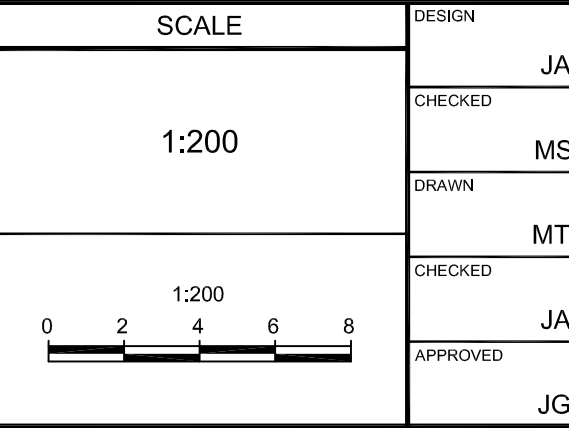 SCALE
1:200
1:200
0 2 4 6 8
DESIGN
JA
CHECKED
MS
DRAWN
MT
CHECKED
JA
APPROVED
JG